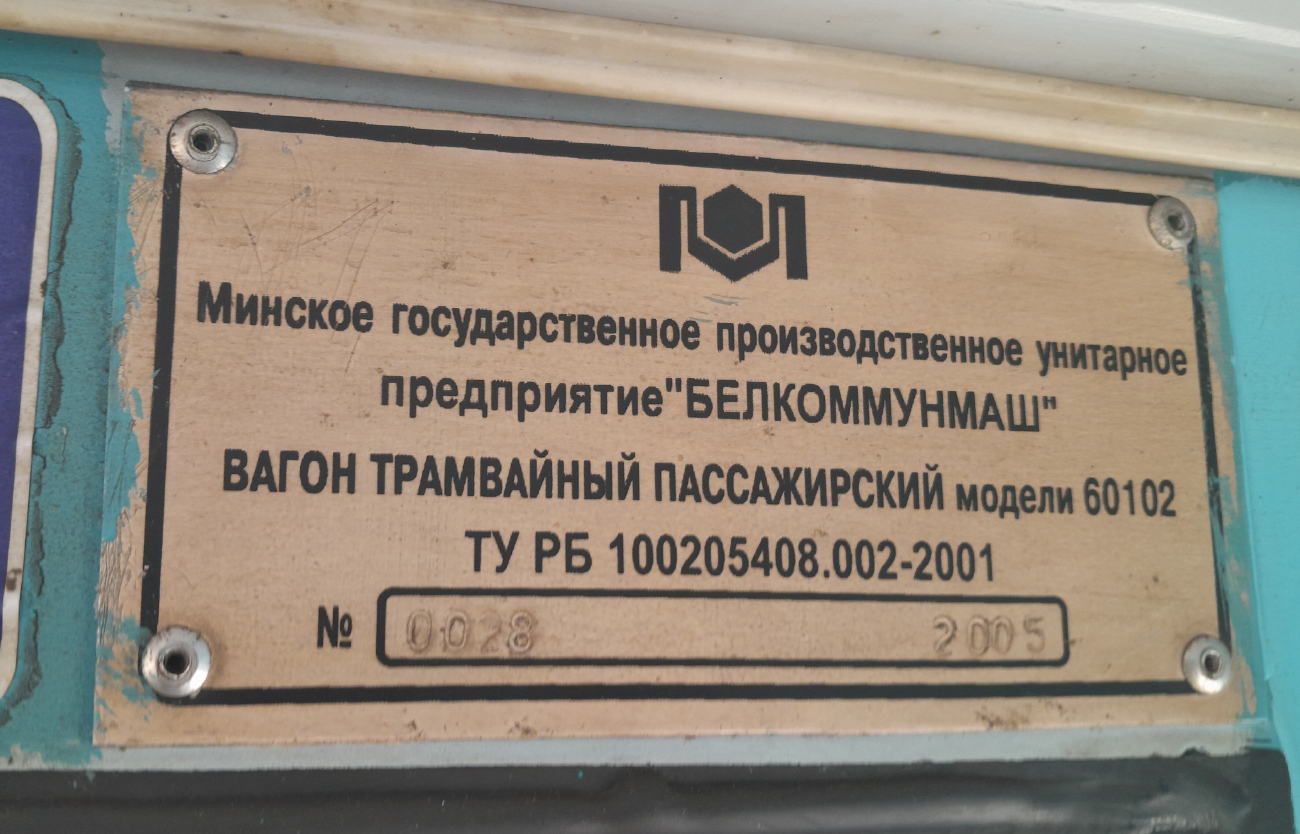 Минское государственное производственное унитарное
предприятие"БЕЛКОММУНМАШ"
ВАГОН ТРАМВАЙНЫЙ ПАССАЖИРСКИЙ модели 60102
ТУ РБ 100205408.002-2001
№ 0028 2005